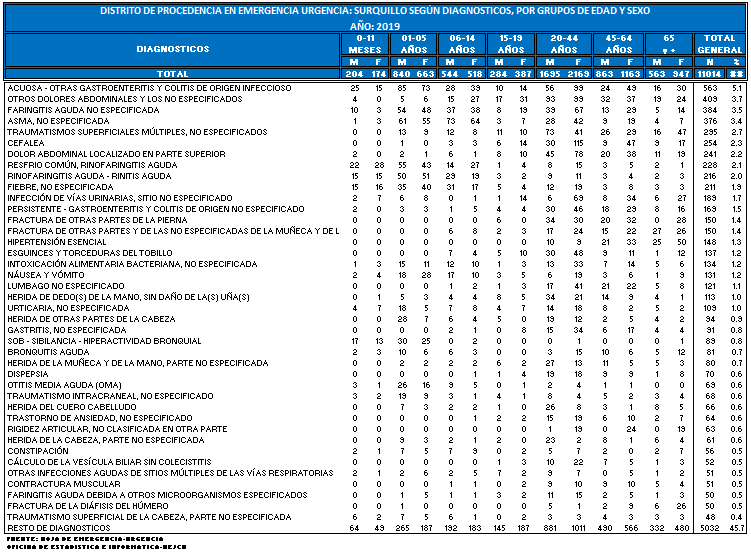 DISTRITO DE PROCEDENCIA EN EMERGENCIA URGENCIA: SURQUILLO SEGÚN DIAGNOSTICOS, POR GRUPOS DE EDAD Y SEXO
AÑO: 2019
DIAGNOSTICOS 0-11 MESES 01-05 AÑOS 06-14 AÑOS 15-19 AÑOS 20-44 AÑOS 45-64 AÑOS 65 y + TOTAL GENERAL
M F M F M F M F M F M F M F N %
TOTAL 204 174 840 663 544 518 284 387 1695 2169 863 1163 563 947 11014 ##
ACUOSA - OTRAS GASTROENTERITIS Y COLITIS DE ORIGEN INFECCIOSO 25 15 85 73 28 39 10 14 56 99 24 49 16 30 563 5.1
OTROS DOLORES ABDOMINALES Y LOS NO ESPECIFICADOS 4 0 5 6 15 27 17 31 93 99 32 37 19 24 409 3.7
FARINGITIS AGUDA NO ESPECIFICADA 10 3 54 48 37 38 8 19 39 67 13 29 5 14 384 3.5
ASMA, NO ESPECIFICADA 1 3 61 55 73 64 3 7 28 42 9 19 4 7 376 3.4
TRAUMATISMOS SUPERFICIALES MÚLTIPLES, NO ESPECIFICADOS 0 0 13 9 12 8 11 10 73 41 26 29 16 47 295 2.7
CEFALEA 0 0 1 0 3 3 6 14 30 115 9 47 9 17 254 2.3
DOLOR ABDOMINAL LOCALIZADO EN PARTE SUPERIOR 2 0 2 1 6 1 8 10 45 78 20 38 11 19 241 2.2
RESFRIO COMÚN, RINOFARINGITIS AGUDA 22 28 55 43 14 27 1 4 8 15 3 5 2 1 228 2.1
RINOFARINGITIS AGUDA - RINITIS AGUDA 15 15 50 51 29 19 3 2 9 11 3 4 2 3 216 2.0
FIEBRE, NO ESPECIFICADA 15 16 35 40 31 17 5 4 12 19 3 8 3 3 211 1.9
INFECCIÓN DE VÍAS URINARIAS, SITIO NO ESPECIFICADO 2 7 6 8 0 1 1 14 6 69 8 34 6 27 189 1.7
PERSISTENTE - GASTROENTERITIS Y COLITIS DE ORIGEN NO ESPECIFICADO 2 0 3 3 1 5 4 4 30 46 18 29 8 16 169 1.5
FRACTURA DE OTRAS PARTES DE LA PIERNA 0 0 0 0 0 0 6 0 34 30 20 32 0 28 150 1.4
FRACTURA DE OTRAS PARTES Y DE LAS NO ESPECIFICADAS DE LA MUÑECA Y DE L 0 0 0 0 6 8 2 3 17 24 15 22 27 26 150 1.4
HIPERTENSIÓN ESENCIAL 0 0 0 0 0 0 0 0 10 9 21 33 25 50 148 1.3
ESGUINCES Y TORCEDURAS DEL TOBILLO 0 0 0 0 7 4 5 10 30 48 9 11 1 12 137 1.2
INTOXICACIÓN ALIMENTARIA BACTERIANA, NO ESPECIFICADA 1 3 15 11 12 10 1 3 13 33 7 14 5 6 134 1.2
NÁUSEA Y VÓMITO 2 4 18 28 17 10 3 5 6 19 3 6 1 9 131 1.2
LUMBAGO NO ESPECIFICADO 0 0 0 0 1 2 1 3 17 41 21 22 5 8 121 1.1
HERIDA DE DEDO(S) DE LA MANO, SIN DAÑO DE LA(S) UÑA(S) 0 1 5 3 4 4 8 5 34 21 14 9 4 1 113 1.0
URTICARIA, NO ESPECIFICADA 4 7 18 5 7 8 4 7 14 18 8 2 5 2 109 1.0
HERIDA DE OTRAS PARTES DE LA CABEZA 0 0 28 7 6 4 5 0 19 12 2 5 4 2 94 0.9
GASTRITIS, NO ESPECIFICADA 0 0 0 0 2 1 0 8 15 34 6 17 4 4 91 0.8
SOB - SIBILANCIA - HIPERACTIVIDAD BRONQUIAL 17 13 30 25 0 2 0 0 0 1 0 0 0 1 89 0.8
BRONQUITIS AGUDA 2 3 10 6 6 3 0 0 3 15 10 6 5 12 81 0.7
HERIDA DE LA MUÑECA Y DE LA MANO, PARTE NO ESPECIFICADA 0 0 2 2 2 2 6 2 27 13 11 5 5 3 80 0.7
DISPEPSIA 0 0 0 0 0 1 1 4 19 18 9 9 1 8 70 0.6
OTITIS MEDIA AGUDA (OMA) 3 1 26 16 9 5 0 1 2 4 1 1 0 0 69 0.6
TRAUMATISMO INTRACRANEAL, NO ESPECIFICADO 3 2 19 9 3 1 4 1 8 4 5 2 3 4 68 0.6
HERIDA DEL CUERO CABELLUDO 0 0 7 3 2 2 1 0 26 8 3 1 8 5 66 0.6
TRASTORNO DE ANSIEDAD, NO ESPECIFICADO 0 0 0 0 0 1 2 2 15 19 6 10 2 7 64 0.6
RIGIDEZ ARTICULAR, NO CLASIFICADA EN OTRA PARTE 0 0 0 0 0 0 0 0 1 19 0 24 0 19 63 0.6
HERIDA DE LA CABEZA, PARTE NO ESPECIFICADA 0 0 9 3 2 1 2 0 23 2 8 1 6 4 61 0.6
CONSTIPACIÓN 2 1 7 5 7 9 0 2 5 7 2 2 0 7 56 0.5
CÁLCULO DE LA VESÍCULA BILIAR SIN COLECISTITIS 0 0 0 0 0 0 0 1 3 10 22 7 5 1 3 52 0.5
OTRAS INFECCIONES AGUDAS DE SITIOS MÚLTIPLES DE LAS VÍAS RESPIRATORIAS 2 1 2 6 2 5 7 2 9 7 0 5 1 2 51 0.5
CONTRACTURA MUSCULAR 0 0 0 0 1 1 0 2 9 10 9 10 5 4 51 0.5
FARINGITIS AGUDA DEBIDA A OTROS MICROORGANISMOS ESPECIFICADOS 0 0 1 5 1 1 3 2 11 15 2 5 1 3 50 0.5
FRACTURA DE LA DIÁFISIS DEL HÚMERO 0 0 0 0 1 1 0 0 5 2 9 6 26 50 0.5
TRAUMATISMO SUPERFICIAL DE LA CABEZA, PARTE NO ESPECIFICADA 6 2 5 7 5 1 1 0 4 5 1 3 3 5 48 0.4
RESTO DE DIAGNOSTICOS 64 49 265 187 192 183 145 187 881 1011 490 566 332 480 5032 45.7
FUENTE: HOJA DE EMERGENCIA-URGENCIA
OFICINA DE ESTADISTICA E INFORMATICA-HEJCU